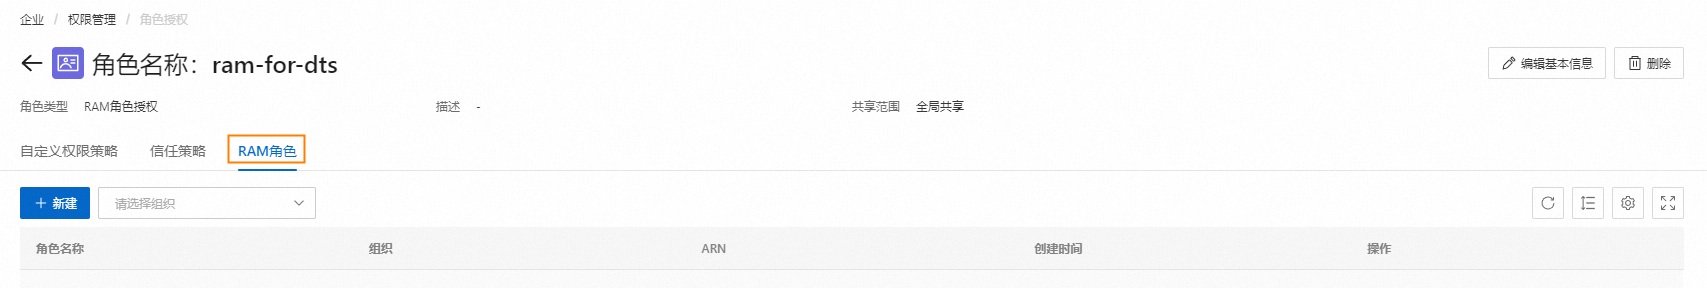 企业 / 权限管理 / 角色授权
角色名称：ram-for-dts
编辑基本信息 删除
角色类型 RAM角色授权 描述 - 共享范围 全局共享
自定义权限策略 信任策略 RAM角色
新建 请选择组织
角色名称 组织 ARN 创建时间 操作